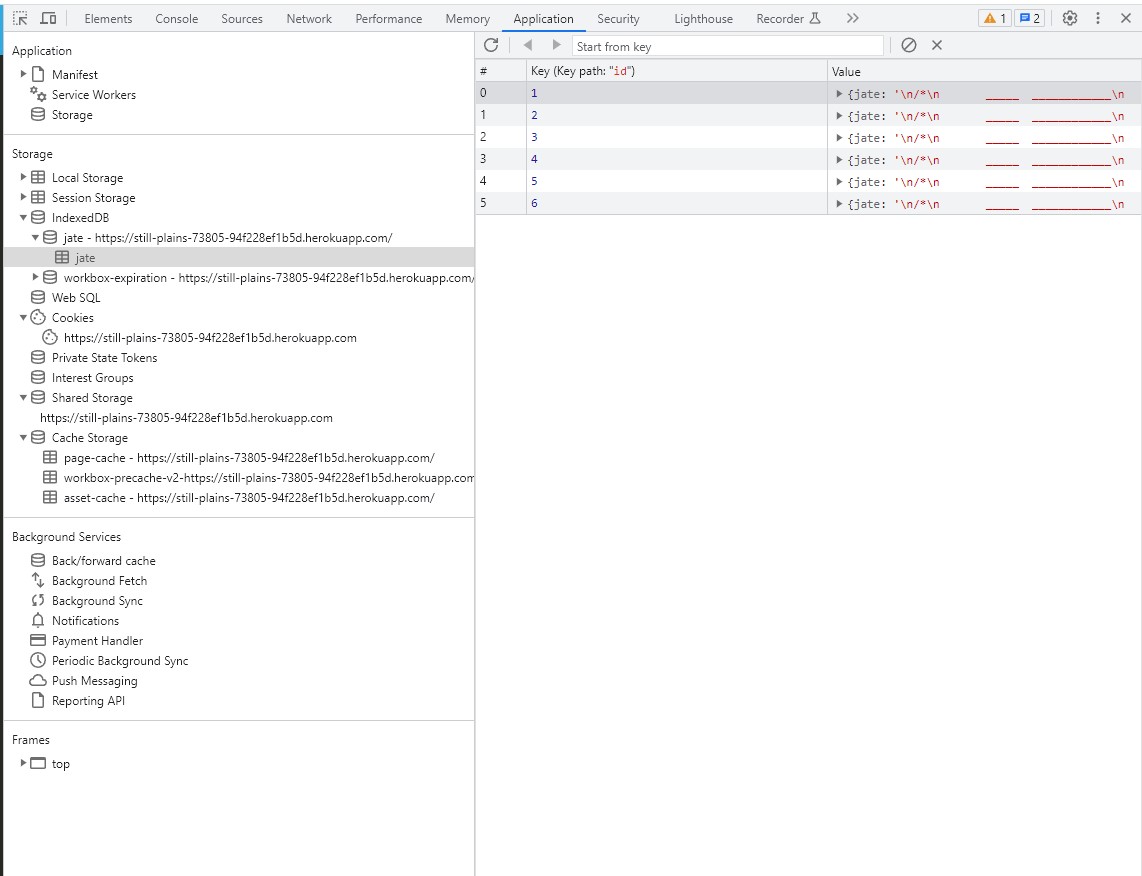 Elements Console Sources Network Performance Memory Application Security Lighthouse Recorder 1 2
Application
Manifest
Service Workers
Storage
Storage
Local Storage
Session Storage
IndexedDB
jate - https://still-plains-73805-94f228ef1b5d.herokuapp.com/
jate
workbox-expiration - https://still-plains-73805-94f228ef1b5d.herokuapp.com/
Web SQL
Cookies
https://still-plains-73805-94f228ef1b5d.herokuapp.com
Private State Tokens
Interest Groups
Shared Storage
https://still-plains-73805-94f228ef1b5d.herokuapp.com
Cache Storage
page-cache - https://still-plains-73805-94f228ef1b5d.herokuapp.com/
workbox-precache-v2-https://still-plains-73805-94f228ef1b5d.herokuapp.com
asset-cache - https://still-plains-73805-94f228ef1b5d.herokuapp.com/
Background Services
Back/forward cache
Background Fetch
Background Sync
Notifications
Payment Handler
Periodic Background Sync
Push Messaging
Reporting API
Frames
top
Start from key
# Key (Key path: "id") Value
0 1 {jate: '\n/*\n _____ ____________\n
1 2 {jate: '\n/*\n _____ ____________\n
2 3 {jate: '\n/*\n _____ ____________\n
3 4 {jate: '\n/*\n _____ ____________\n
4 5 {jate: '\n/*\n _____ ____________\n
5 6 {jate: '\n/*\n _____ ____________\n